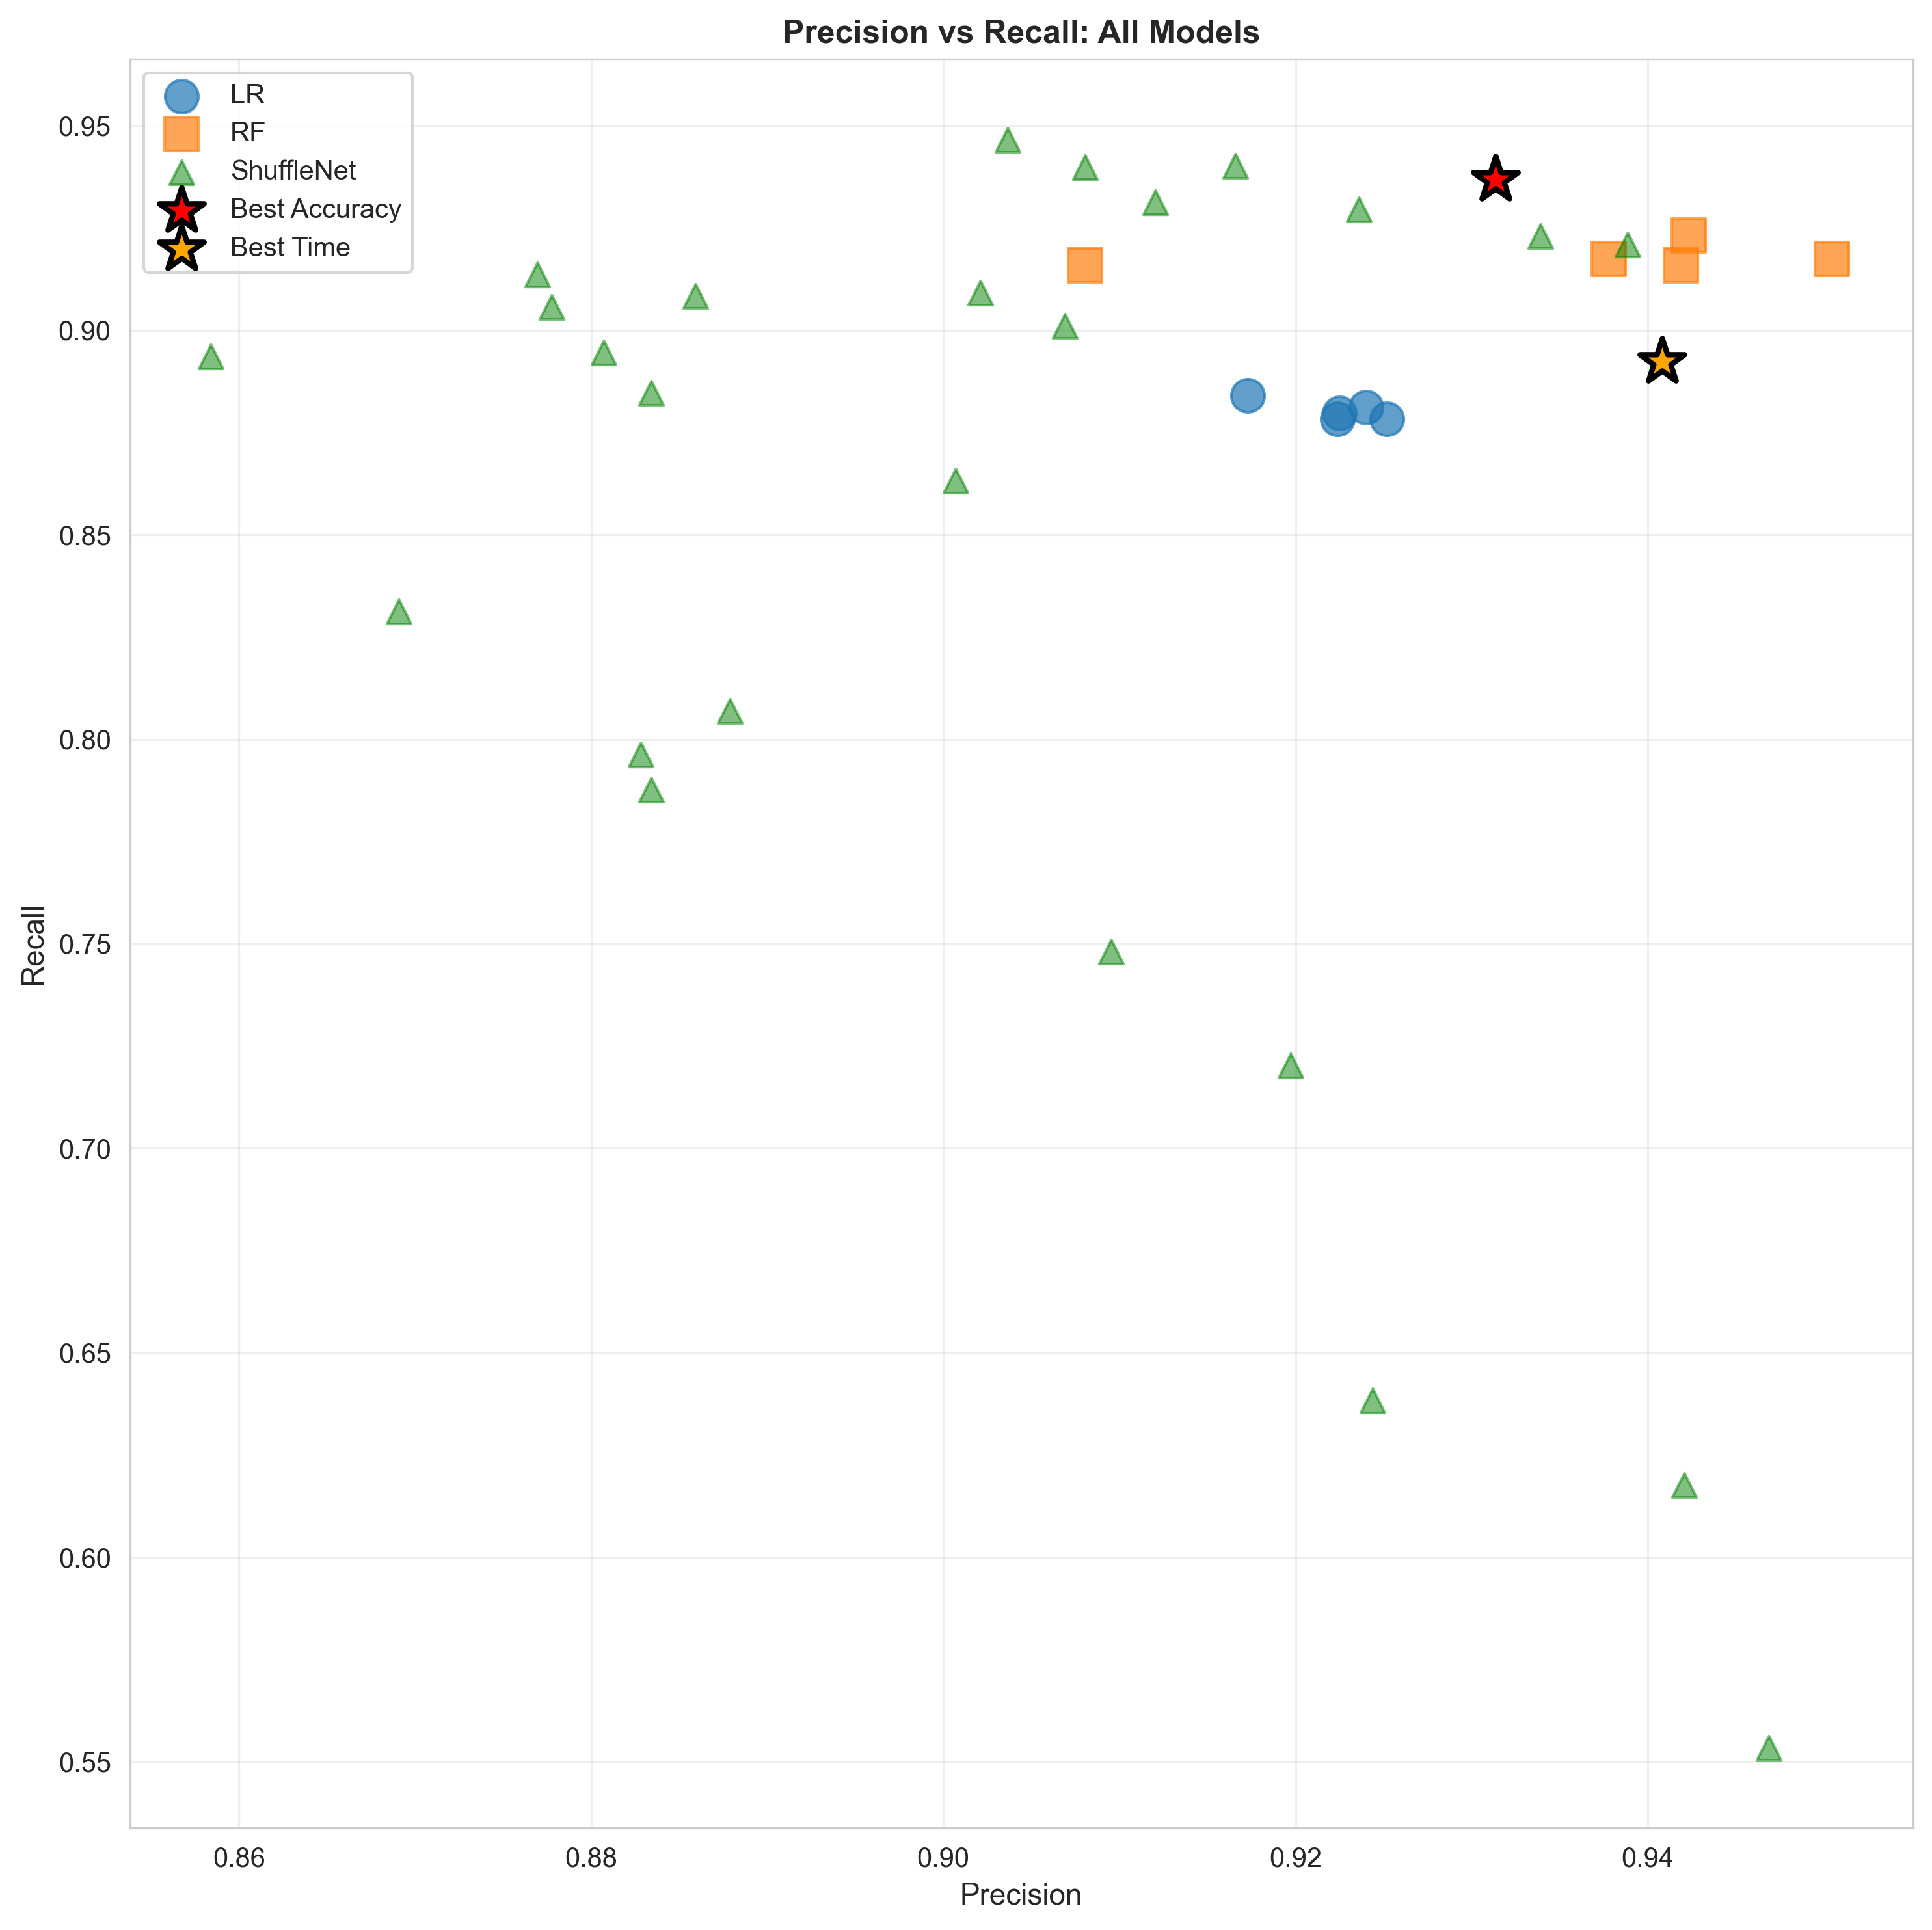 Precision vs Recall: All Models
LR
RF
ShuffleNet
Best Accuracy
Best Time
0.95
0.90
0.85
0.80
0.75
0.70
0.65
0.60
0.55
Recall
0.86
0.88
0.90
0.92
0.94
Precision